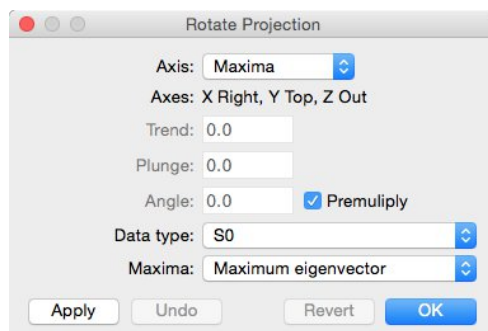 Rotate Projection
Axis: Maxima
Axes: X Right, Y Top, Z Out
Trend: 0.0
Plunge: 0.0
Angle: 0.0 Premuliply
Data type: S0
Maxima: Maximum eigenvector
Apply Undo Revert OK